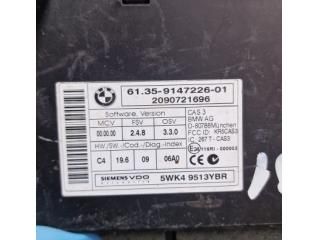 BMW
61.35-9147226-01
2090721696
Software, Version
MCV FSV SSV
00.00.00 2.4.8 3.3.0
HW./SW.-/Cod.-/Diag.-Index
C4 19.6 09 06A0
CAS 3
BMW AG
D-80788München
FCC ID: KR5CAS3
IC: 267 T-CAS3
SIEMENS VDO
5WK4 9513YBR